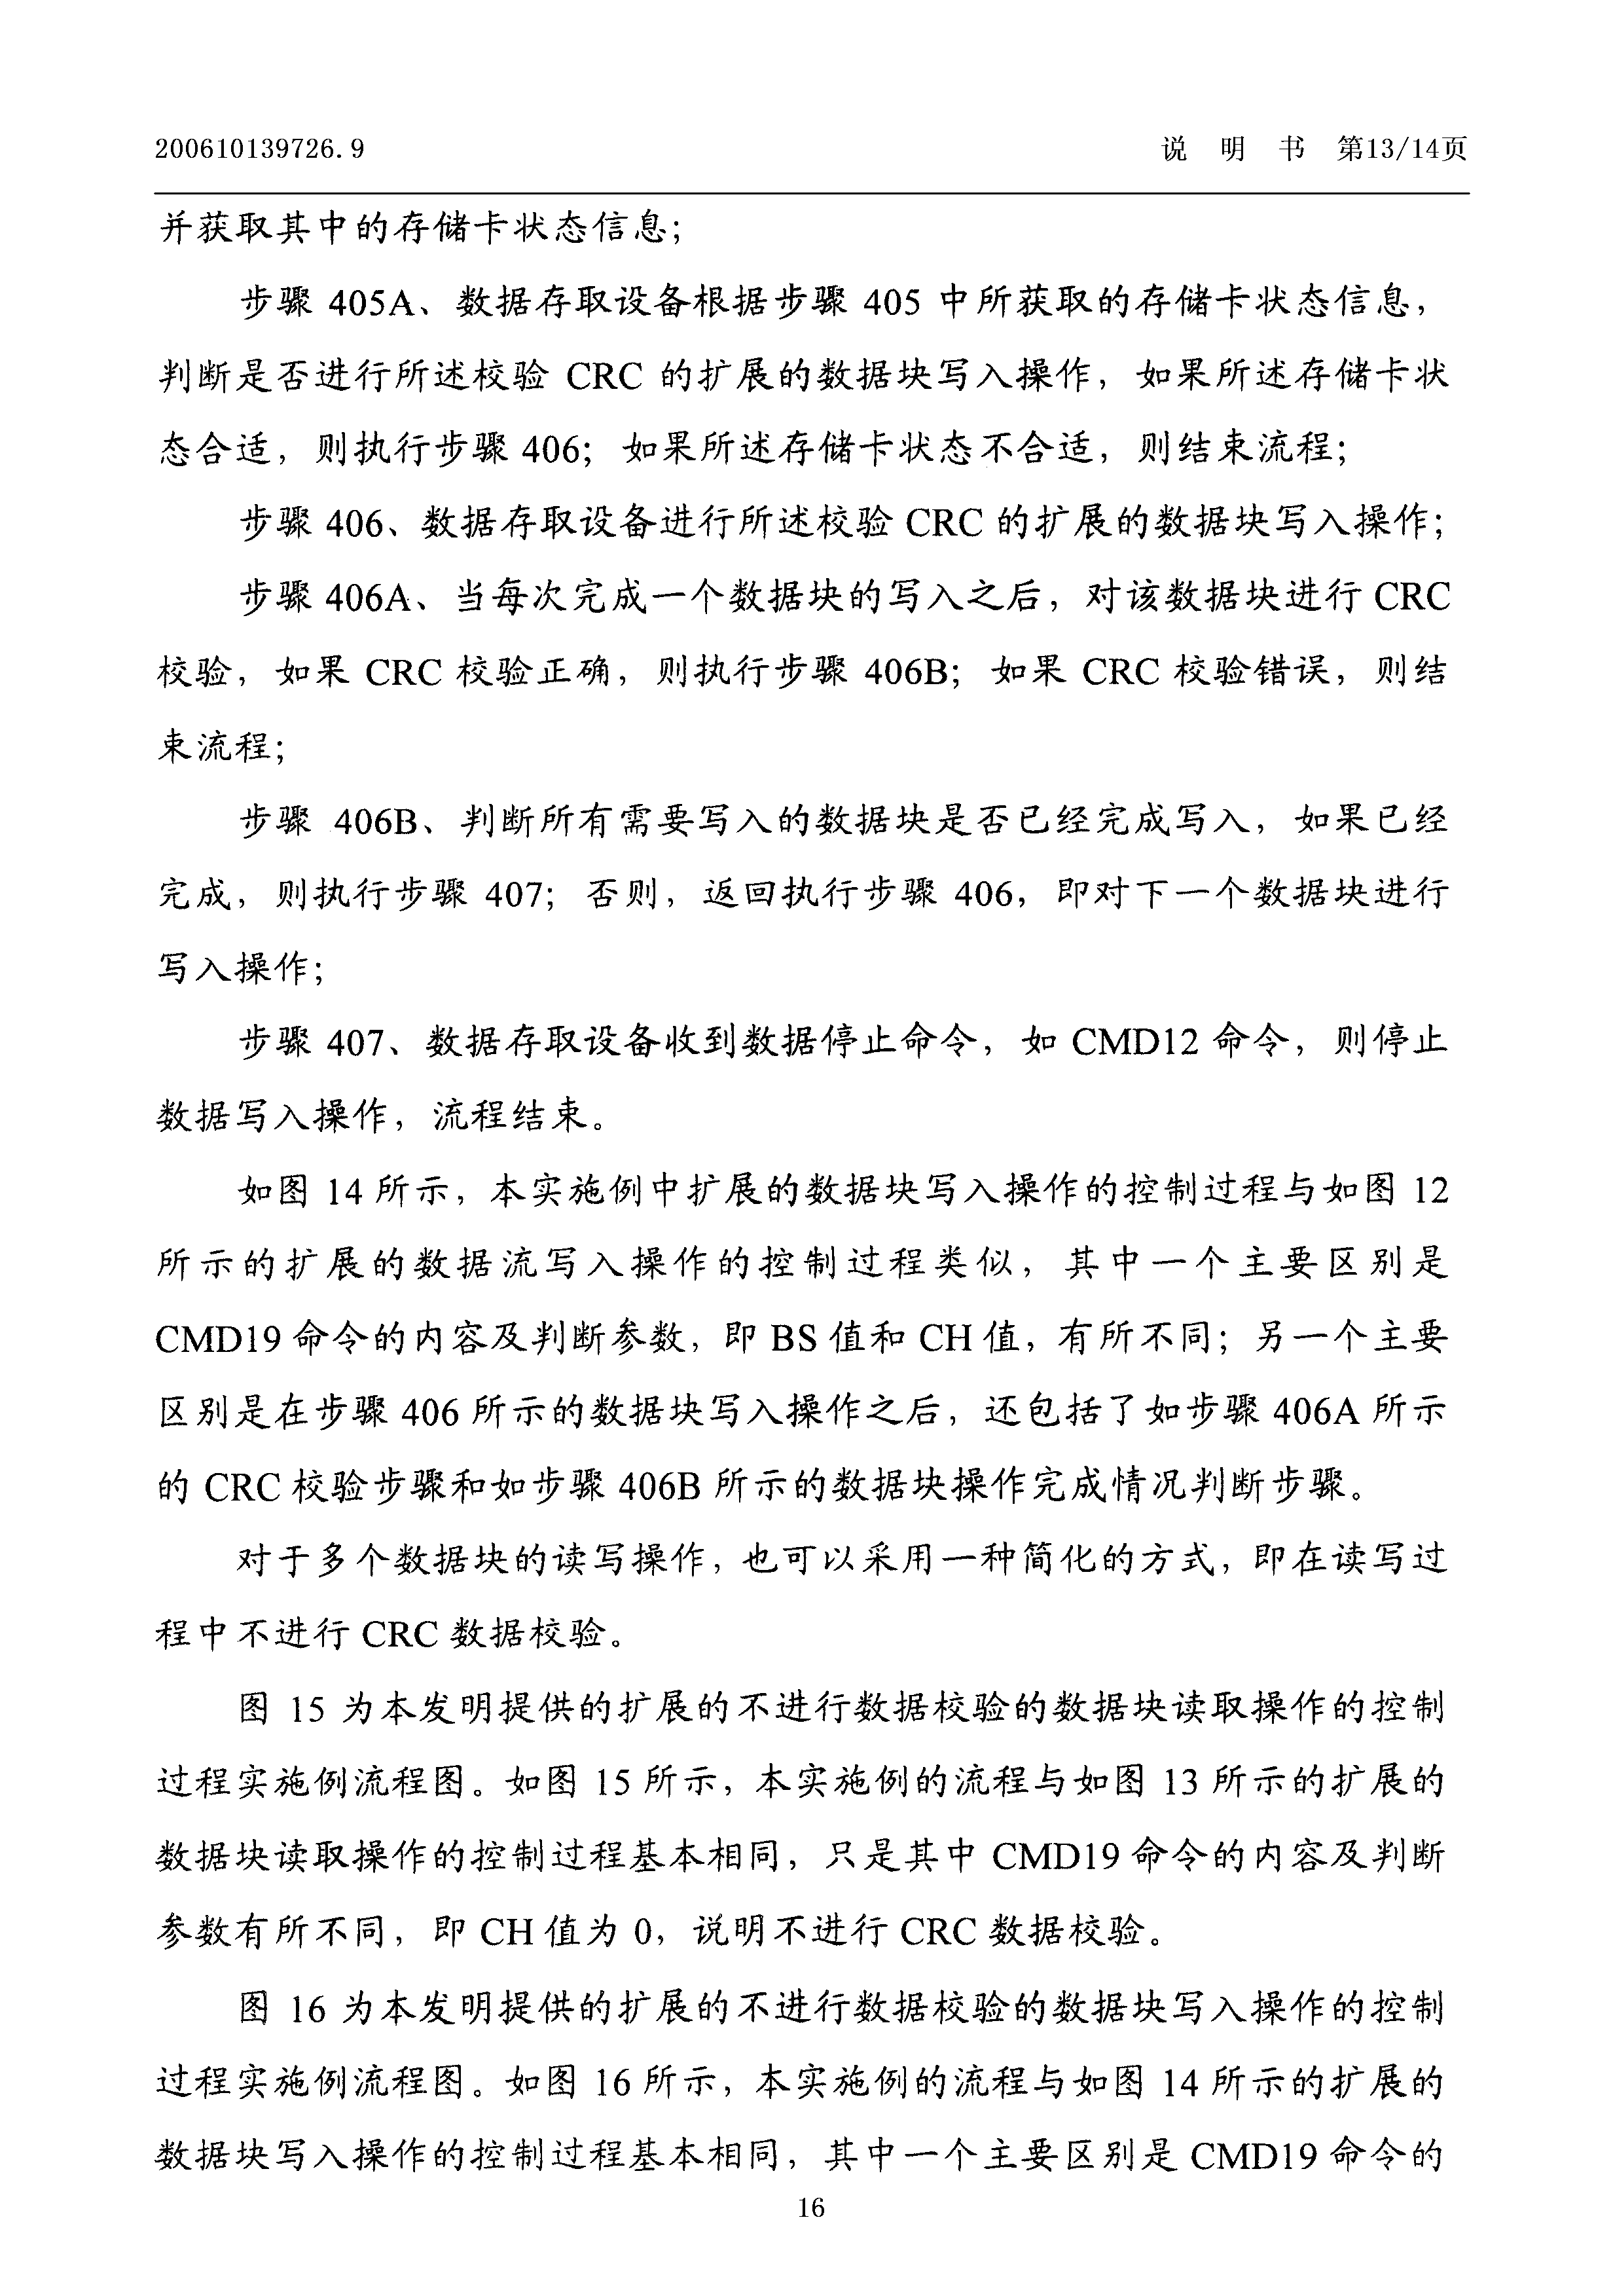 200610139726.9 说 明 书 第13/14页
并获取其中的存储卡状态信息；
步骤 405A、数据存取设备根据步骤 405 中所获取的存储卡状态信息，
判断是否进行所述校验 CRC 的扩展的数据块写入操作，如果所述存储卡状
态合适，则执行步骤 406；如果所述存储卡状态不合适，则结束流程；
步骤 406、数据存取设备进行所述校验 CRC 的扩展的数据块写入操作；
步骤 406A、当每次完成一个数据块的写入之后，对该数据块进行 CRC
校验，如果 CRC 校验正确，则执行步骤 406B；如果 CRC 校验错误，则结
束流程；
步骤 406B、判断所有需要写入的数据块是否已经完成写入，如果已经
完成，则执行步骤 407；否则，返回执行步骤 406，即对下一个数据块进行
写入操作；
步骤 407、数据存取设备收到数据停止命令，如 CMD12 命令，则停止
数据写入操作，流程结束。
如图 14 所示，本实施例中扩展的数据块写入操作的控制过程与如图 12
所示的扩展的数据流写入操作的控制过程类似，其中一个主要区别是
CMD19 命令的内容及判断参数，即 BS 值和 CH 值，有所不同；另一个主要
区别是在步骤 406 所示的数据块写入操作之后，还包括了如步骤 406A 所示
的 CRC 校验步骤和如步骤 406B 所示的数据块操作完成情况判断步骤。
对于多个数据块的读写操作，也可以采用一种简化的方式，即在读写过
程中不进行 CRC 数据校验。
图 15 为本发明提供的扩展的不进行数据校验的数据块读取操作的控制
过程实施例流程图。如图 15 所示，本实施例的流程与如图 13 所示的扩展的
数据块读取操作的控制过程基本相同，只是其中 CMD19 命令的内容及判断
参数有所不同，即 CH 值为 0，说明不进行 CRC 数据校验。
图 16 为本发明提供的扩展的不进行数据校验的数据块写入操作的控制
过程实施例流程图。如图 16 所示，本实施例的流程与如图 14 所示的扩展的
数据块写入操作的控制过程基本相同，其中一个主要区别是 CMD19 命令的
16